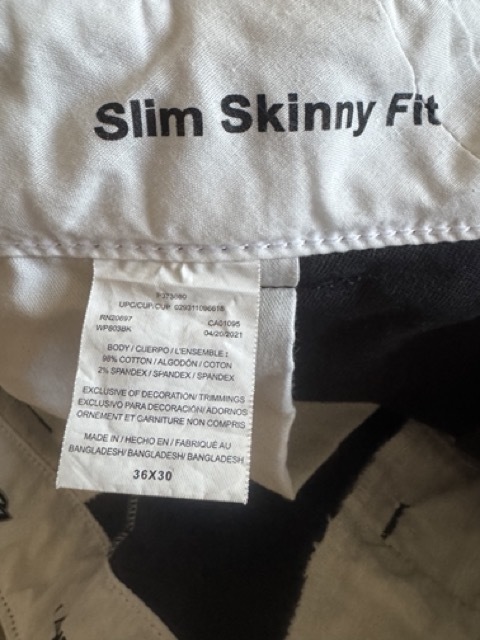 Slim Skinny Fit
UPC/CUP/CUP 029311096618
RN20697 CA01095
WP803BK 04/20/2021
BODY / CUERPO / L'ENSEMBLE :
98% COTTON / ALGODÓN / COTON
2% SPANDEX / SPANDEX / SPANDEX
EXCLUSIVE OF DECORATION/ TRIMMINGS
EXCLUSIVO PARA DECORACIÓN/ ADORNOS
ORNEMENT ET GARNITURE NON COMPRIS
MADE IN / HECHO EN / FABRIQUÉ AU
BANGLADESH/ BANGLADESH/ BANGLADESH
36X30